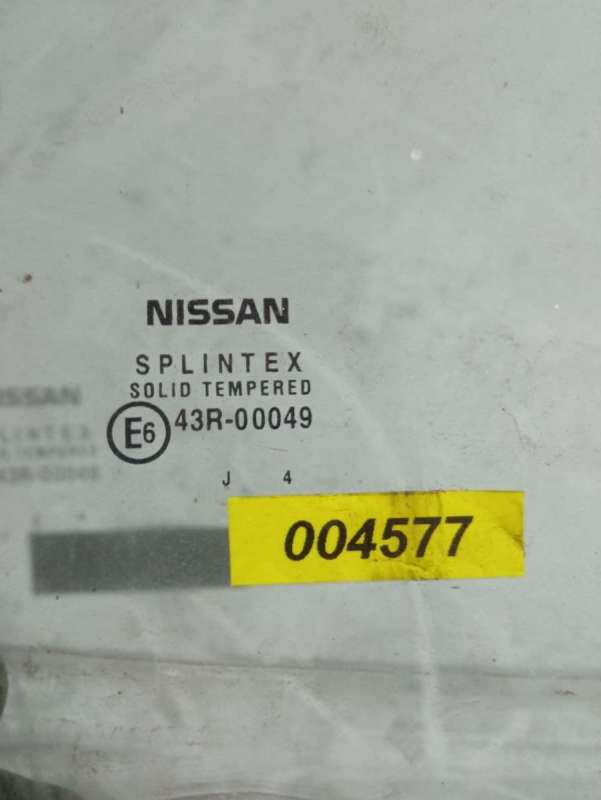 NISSAN
SPLINTEX
SOLID TEMPERED
E6 43R-00049
J 4
004577